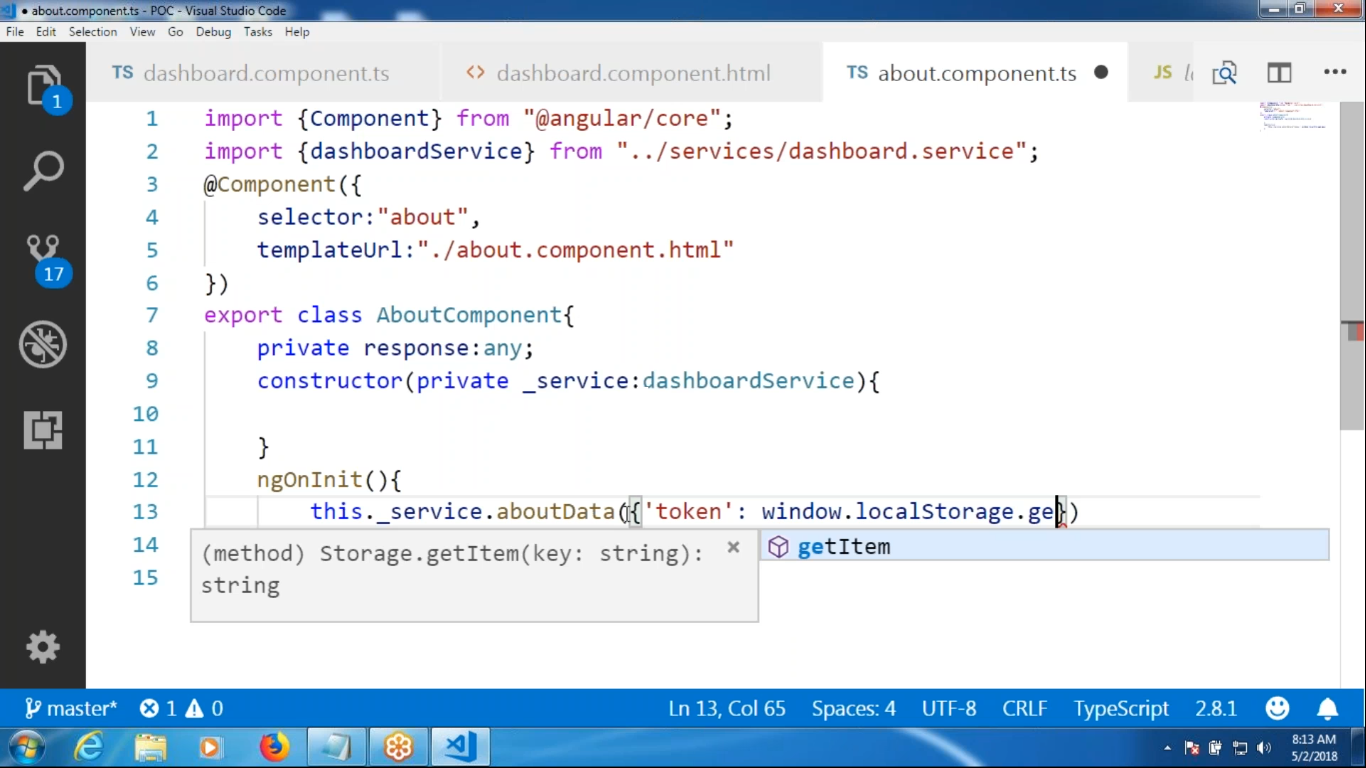 about.component.ts - POC - Visual Studio Code
File Edit Selection View Go Debug Tasks Help
TS dashboard.component.ts <> dashboard.component.html TS about.component.ts ● JS •••
1
17
1 import {Component} from "@angular/core";
2 import {dashboardService} from "../services/dashboard.service";
3 @Component({
4 selector:"about",
5 templateUrl:"./about.component.html"
6 })
7 export class AboutComponent{
8 private response:any;
9 constructor(private _service:dashboardService){
10
11 }
12 ngOnInit(){
13 this._service.aboutData({'token': window.localStorage.ge})
14
15
(method) Storage.getItem(key: string):
string
×
getItem
master* 1 0 Ln 13, Col 65 Spaces: 4 UTF-8 CRLF TypeScript 2.8.1
8:13 AM
5/2/2018